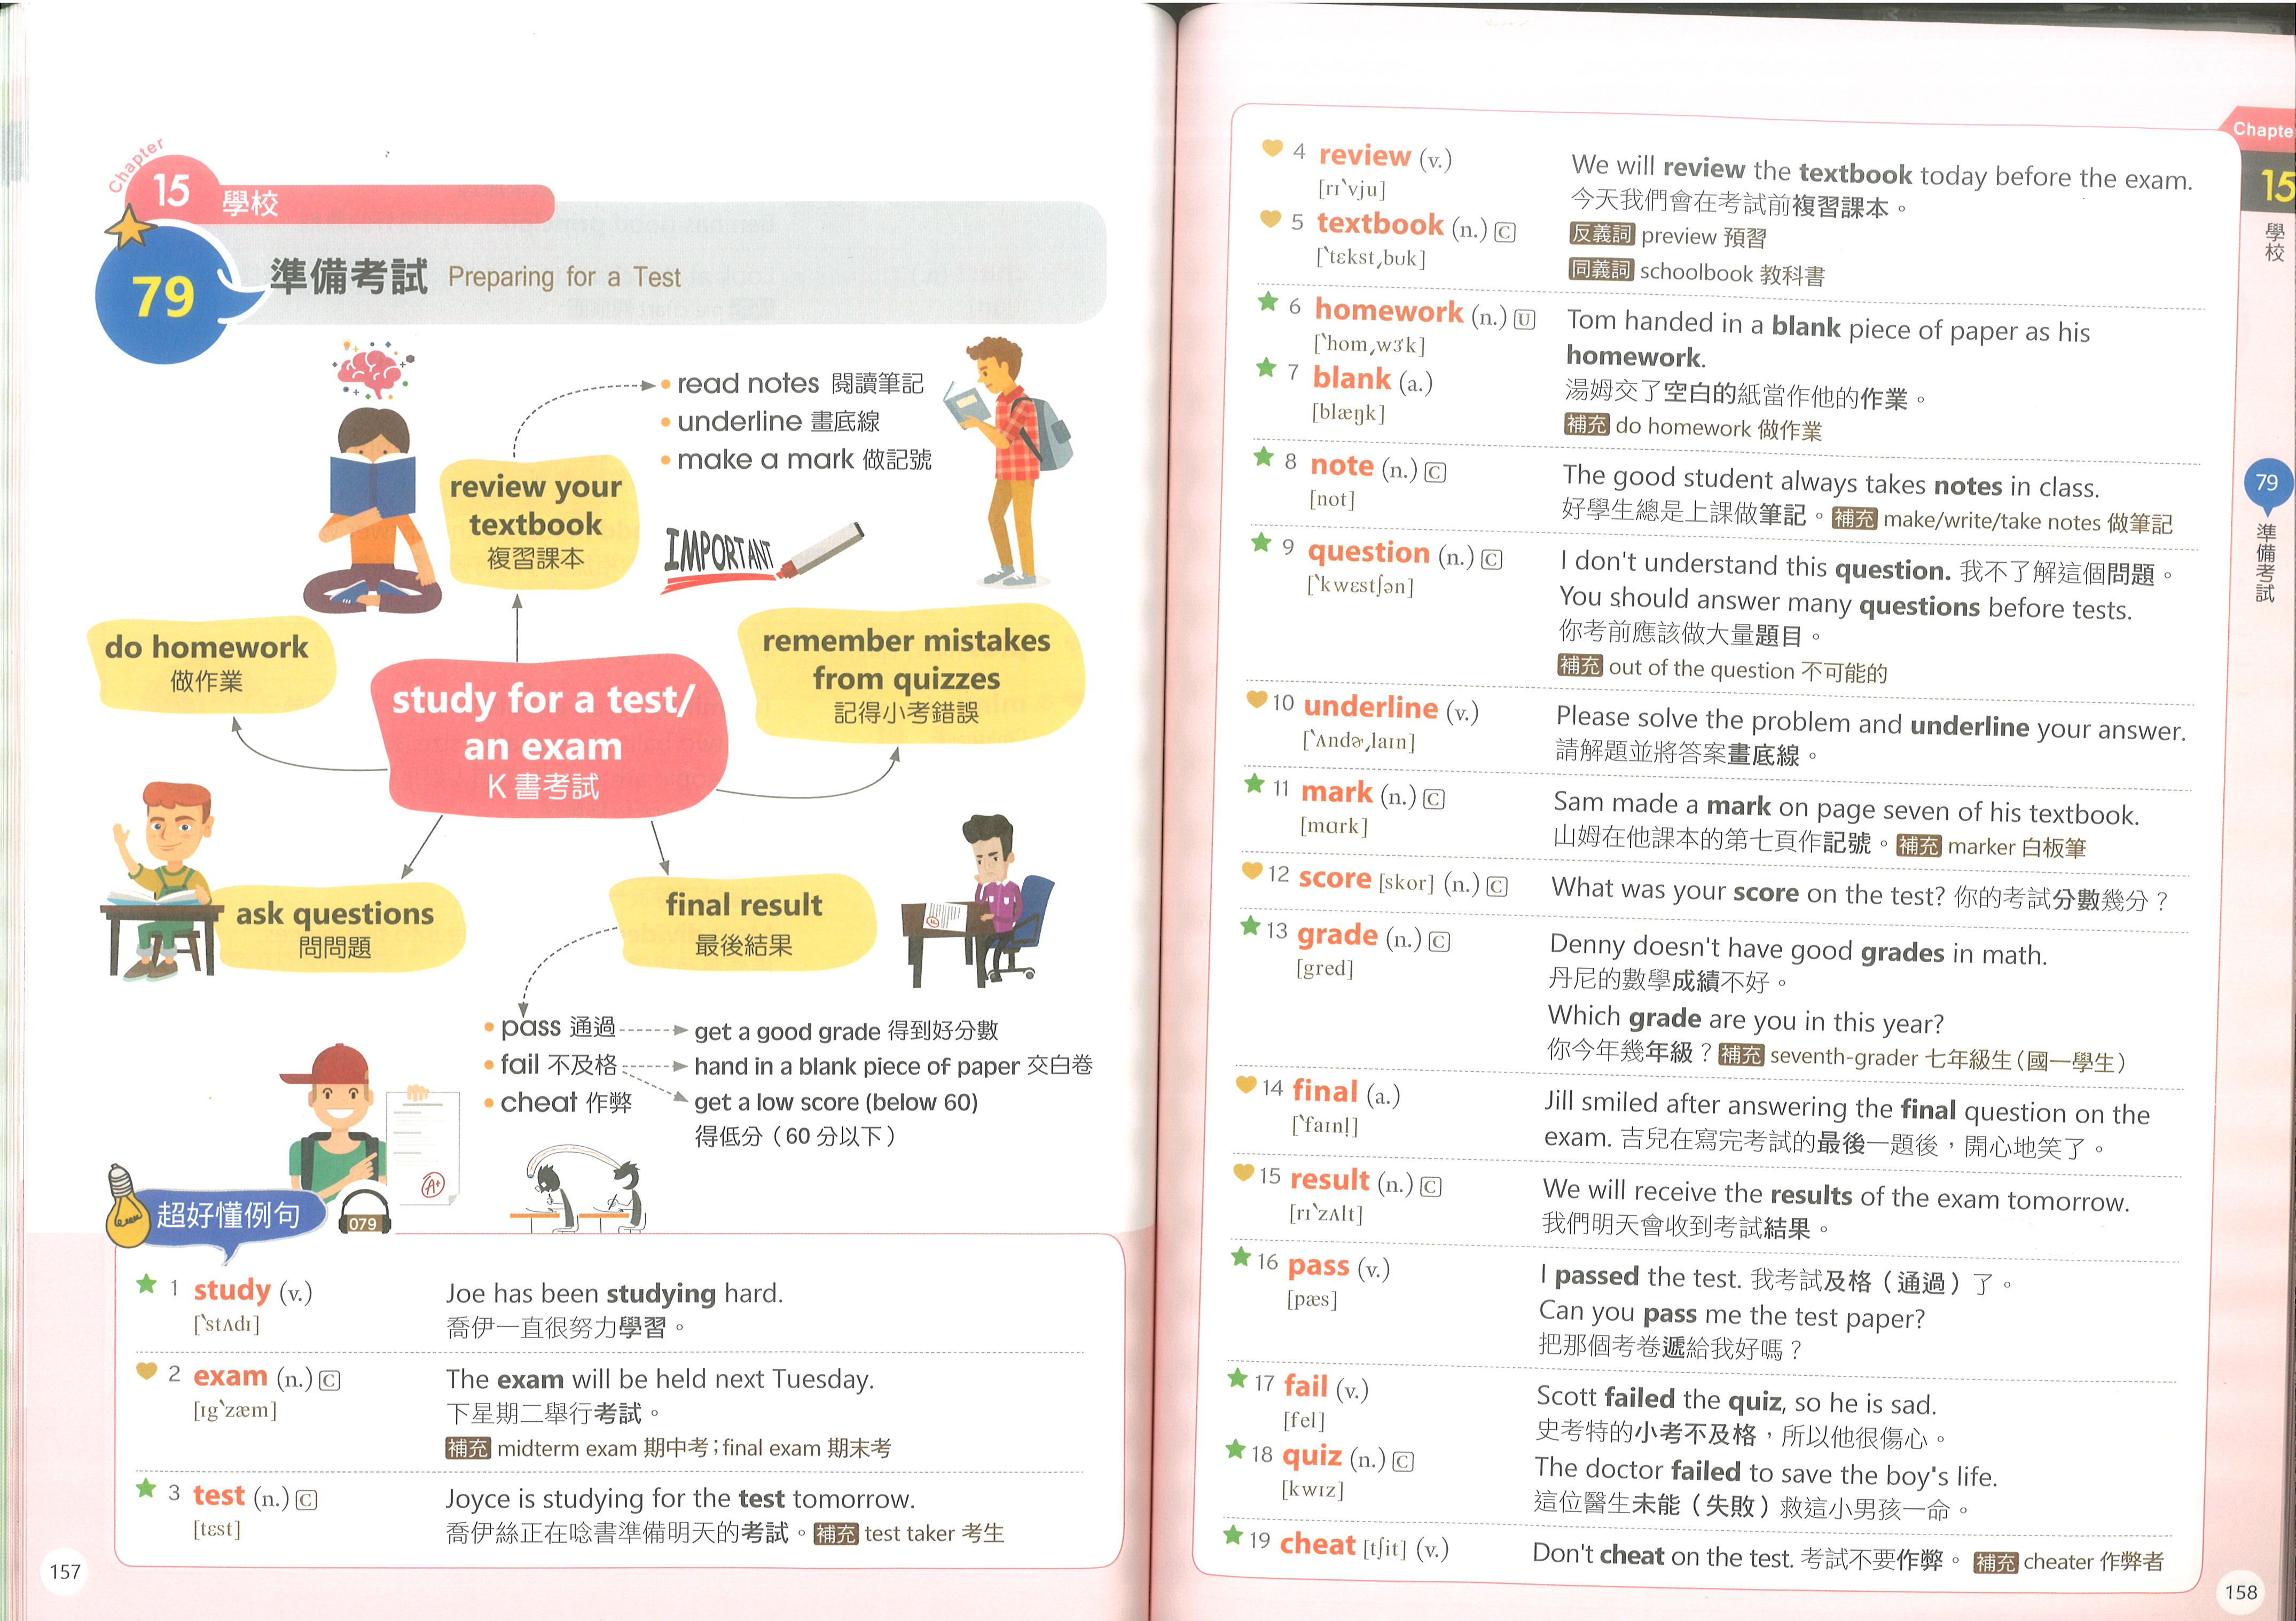 Chapter
15
學校
79
準備考試 Preparing for a Test
read notes 閱讀筆記
underline 畫底線
make a mark 做記號
review your
textbook
複習課本
IMPORTANT
do homework
做作業
remember mistakes
from quizzes
記得小考錯誤
study for a test/
an exam
K 書考試
ask questions
問問題
final result
最後結果
F
pass 通過
get a good grade 得到好分數
fail 不及格
hand in a blank piece of paper 交白卷
cheat 作弊
get a low score (below 60)
得低分（60 分以下）
A+
超好懂例句
079
1 study (v.)
[ˋstʌdɪ]
Joe has been studying hard.
喬伊一直很努力學習。
2 exam (n.) C
[ɪgˋzæm]
The exam will be held next Tuesday.
下星期二舉行考試。
補充 midterm exam 期中考；final exam 期末考
3 test (n.) C
[tɛst]
Joyce is studying for the test tomorrow.
喬伊絲正在唸書準備明天的考試。補充 test taker 考生
157
4 review (v.)
[rɪˋvju]
5 textbook (n.) C
[ˋtɛkstˏbʊk]
We will review the textbook today before the exam.
今天我們會在考試前複習課本。
反義詞 preview 預習
同義詞 schoolbook 教科書
6 homework (n.) U
[ˋhomˏwɝk]
7 blank (a.)
[blæŋk]
Tom handed in a blank piece of paper as his
homework.
湯姆交了空白的紙當作他的作業。
補充 do homework 做作業
8 note (n.) C
[not]
The good student always takes notes in class.
好學生總是上課做筆記。補充 make/write/take notes 做筆記
9 question (n.) C
[ˋkwɛstʃən]
I don't understand this question. 我不了解這個問題。
You should answer many questions before tests.
你考前應該做大量題目。
補充 out of the question 不可能的
10 underline (v.)
[ˋʌndɚˏlaɪn]
Please solve the problem and underline your answer.
請解題並將答案畫底線。
11 mark (n.) C
[mɑrk]
Sam made a mark on page seven of his textbook.
山姆在他課本的第七頁作記號。補充 marker 白板筆
12 score [skor] (n.) C
What was your score on the test? 你的考試分數幾分？
13 grade (n.) C
[gred]
Denny doesn't have good grades in math.
丹尼的數學成績不好。
Which grade are you in this year?
你今年幾年級？補充 seventh-grader 七年級生（國一學生）
14 final (a.)
[ˋfaɪnḷ]
Jill smiled after answering the final question on the
exam. 吉兒在寫完考試的最後一題後，開心地笑了。
15 result (n.) C
[rɪˋzʌlt]
We will receive the results of the exam tomorrow.
我們明天會收到考試結果。
16 pass (v.)
[pæs]
I passed the test. 我考試及格（通過）了。
Can you pass me the test paper?
把那個考卷遞給我好嗎？
17 fail (v.)
[fel]
18 quiz (n.) C
[kwɪz]
Scott failed the quiz, so he is sad.
史考特的小考不及格，所以他很傷心。
The doctor failed to save the boy's life.
這位醫生未能（失敗）救這小男孩一命。
19 cheat [tʃit] (v.)
Don't cheat on the test. 考試不要作弊。補充 cheater 作弊者
Chapte
15
學校
79
準備考試
158